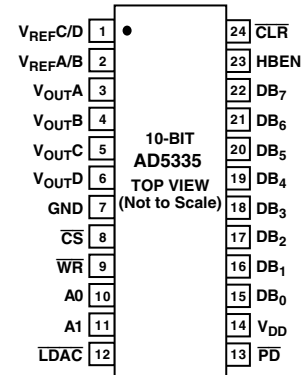 VREFC/D 1 24 CLR
VREFA/B 2 23 HBEN
VOUTA 3 22 DB7
VOUTB 4 21 DB6
VOUTC 5 10-BIT 20 DB5
VOUTD 6 AD5335 19 DB4
TOP VIEW
GND 7 (Not to Scale) 18 DB3
CS 8 17 DB2
WR 9 16 DB1
A0 10 15 DB0
A1 11 14 VDD
LDAC 12 13 PD